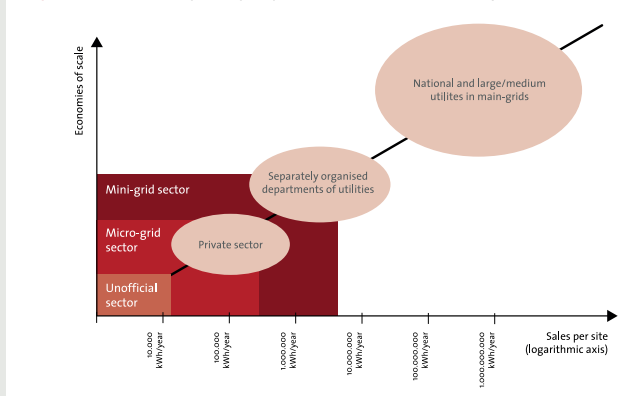 Economies of scale
National and large/medium
utilites in main-grids
Separately organised
departments of utilities
Mini-grid sector
Micro-grid
sector
Private sector
Unofficial
sector
10.000
kWh/year
100.000
kWh/year
1.000.000
kWh/year
10.000.000
kWh/year
100.000.000
kWh/year
1.000.000.000
kWh/year
Sales per site
(logarithmic axis)